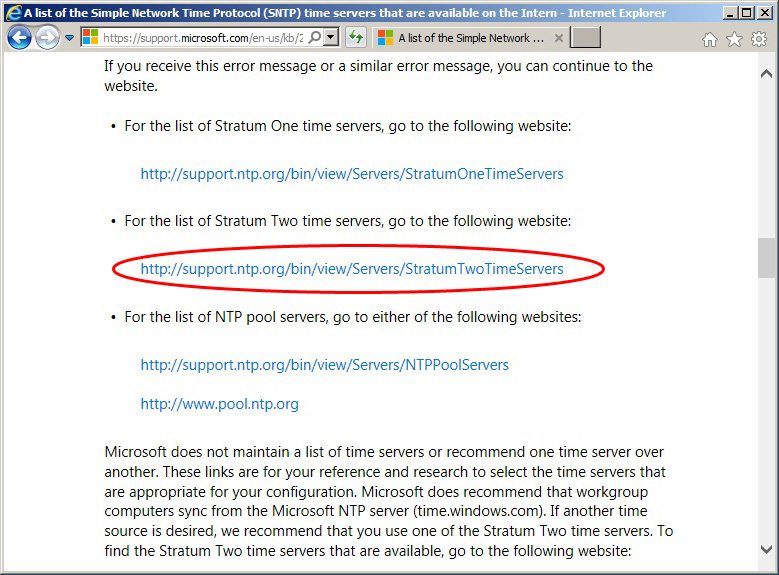 A list of the Simple Network Time Protocol (SNTP) time servers that are available on the Intern - Internet Explorer
https://support.microsoft.com/en-us/kb/2
A list of the Simple Network ...
If you receive this error message or a similar error message, you can continue to the
website.
• For the list of Stratum One time servers, go to the following website:
http://support.ntp.org/bin/view/Servers/StratumOneTimeServers
• For the list of Stratum Two time servers, go to the following website:
http://support.ntp.org/bin/view/Servers/StratumTwoTimeServers
• For the list of NTP pool servers, go to either of the following websites:
http://support.ntp.org/bin/view/Servers/NTPPoolServers
http://www.pool.ntp.org
Microsoft does not maintain a list of time servers or recommend one time server over
another. These links are for your reference and research to select the time servers that
are appropriate for your configuration. Microsoft does recommend that workgroup
computers sync from the Microsoft NTP server (time.windows.com). If another time
source is desired, we recommend that you use one of the Stratum Two time servers. To
find the Stratum Two time servers that are available, go to the following website: